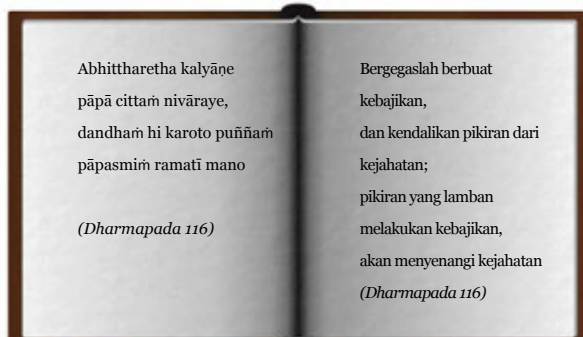 Abhittharetha kalyāṇe
pāpā cittaṁ nivāraye,
dandhaṁ hi karoto puññaṁ
pāpasmiṁ ramatī mano
(Dharmapada 116)
Bergegaslah berbuat
kebajikan,
dan kendalikan pikiran dari
kejahatan;
pikiran yang lamban
melakukan kebajikan,
akan menyenangi kejahatan
(Dharmapada 116)